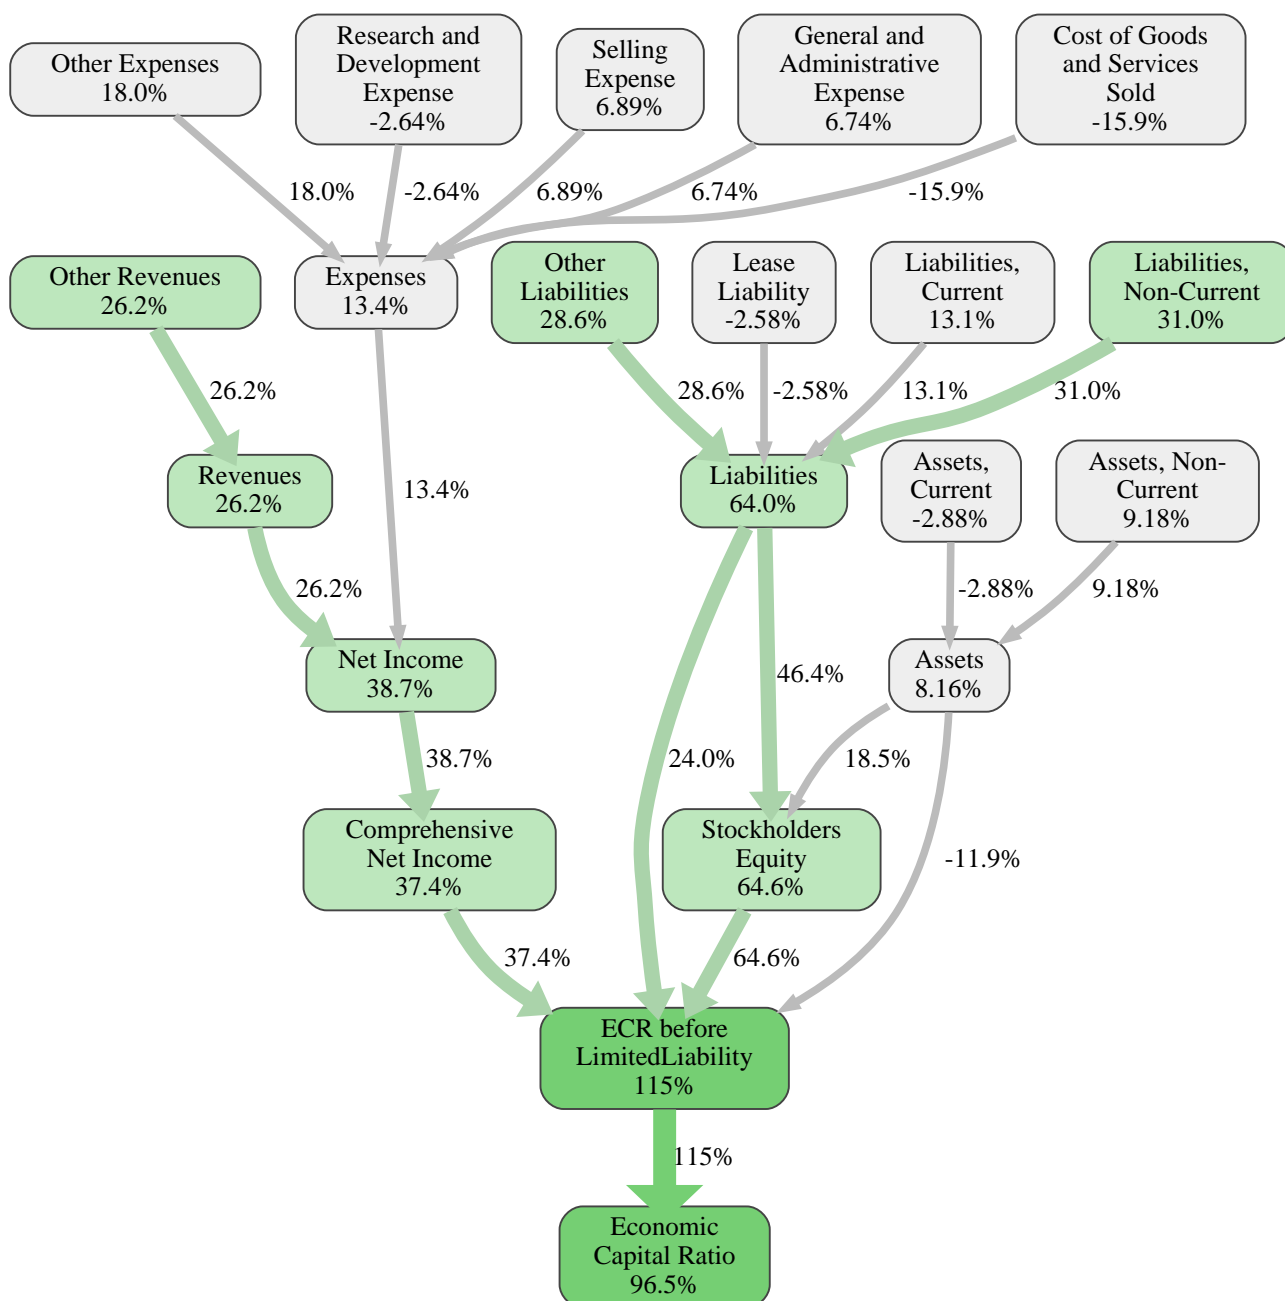 Other Expenses
18.0%
Research and
Development
Expense
-2.64%
Selling
Expense
6.89%
General and
Administrative
Expense
6.74%
Cost of Goods
and Services
Sold
-15.9%
18.0%
-2.64%
6.89%
6.74%
-15.9%
Other Revenues
26.2%
Expenses
13.4%
Other
Liabilities
28.6%
Lease
Liability
-2.58%
Liabilities,
Current
13.1%
Liabilities,
Non-Current
31.0%
26.2%
28.6%
-2.58%
13.1%
31.0%
Revenues
26.2%
13.4%
Liabilities
64.0%
Assets,
Current
-2.88%
Assets, Non-
Current
9.18%
26.2%
-2.88%
9.18%
Net Income
38.7%
46.4%
Assets
8.16%
38.7%
24.0%
18.5%
Comprehensive
Net Income
37.4%
Stockholders
Equity
64.6%
-11.9%
37.4%
64.6%
ECR before
LimitedLiability
115%
115%
Economic
Capital Ratio
96.5%